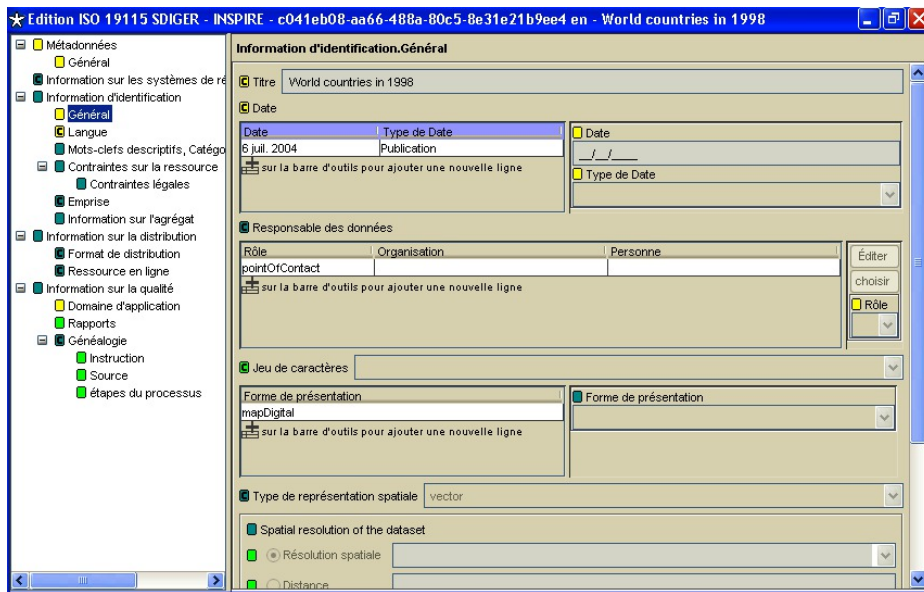 Edition ISO 19115 SDIGER - INSPIRE - c041eb08-aa66-488a-80c5-8e31e21b9ee4 en - World countries in 1998
Métadonnées
Général
Information sur les systèmes de ré
Information d'identification
Général
Langue
Mots-clefs descriptifs, Catégo
Contraintes sur la ressource
Contraintes légales
Emprise
Information sur l'agrégat
Information sur la distribution
Format de distribution
Ressource en ligne
Information sur la qualité
Domaine d'application
Rapports
Généalogie
Instruction
Source
étapes du processus
Information d'identification.Général
C Titre World countries in 1998
C Date
Date Type de Date
6 juil. 2004 Publication
sur la barre d'outils pour ajouter une nouvelle ligne
Date
__/__/____
Type de Date
C Responsable des données
Rôle Organisation Personne
pointOfContact
sur la barre d'outils pour ajouter une nouvelle ligne
Éditer
choisir
Rôle
C Jeu de caractères
Forme de présentation
mapDigital
sur la barre d'outils pour ajouter une nouvelle ligne
Forme de présentation
C Type de représentation spatiale vector
Spatial resolution of the dataset
Résolution spatiale
Distance